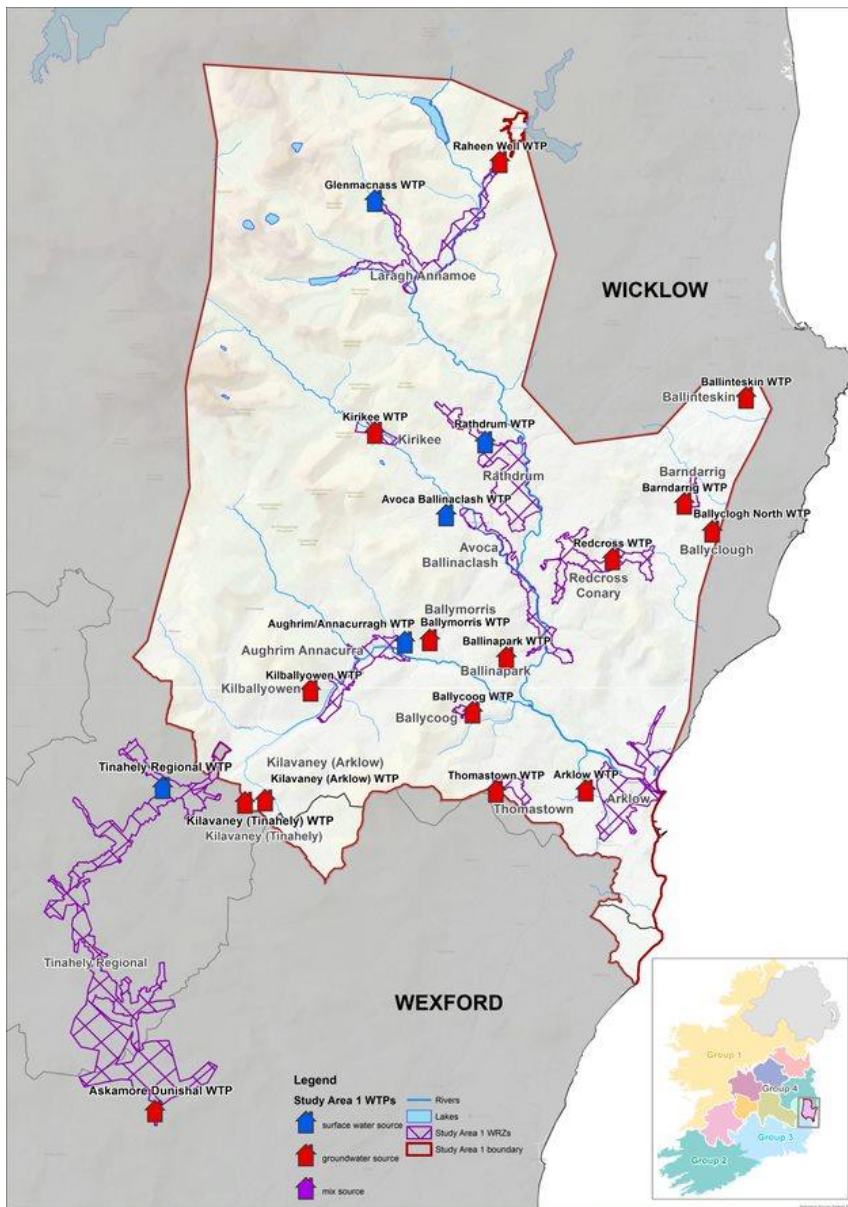 Raheen Well WTP
Glenmacnass WTP
Laragh Annamoe
WICKLOW
Ballinteskin WTP
Ballinteskin
Kirikee WTP
Kirikee
Rathdrum WTP
Rathdrum
Barndarrig
Barndarrig WTP
Avoca Ballinaclash WTP
Ballyclogh North WTP
Ballyclough
Avoca
Ballinaclash
Redcross WTP
Redcross
Conary
Ballymorris
Aughrim/Annacurragh WTP
Ballymorris WTP
Aughrim Annacurra
Ballinapark WTP
Ballinapark
Kilballyowen WTP
Kilballyowen
Ballycoog WTP
Ballycoog
Kilavaney (Arklow)
Tinahely Regional WTP
Kilavaney (Arklow) WTP
Thomastown WTP
Arklow WTP
Thomastown
Arklow
Kilavaney (Tinahely) WTP
Kilavaney (Tinahely)
Tinahely Regional
WEXFORD
Askamore Dunishal WTP
Legend
Study Area 1 WTPs
surface water source
groundwater source
mix source
Rivers
Lakes
Study Area 1 WRZs
Study Area 1 boundary
Group 1
Group 4
Group 2
Group 3